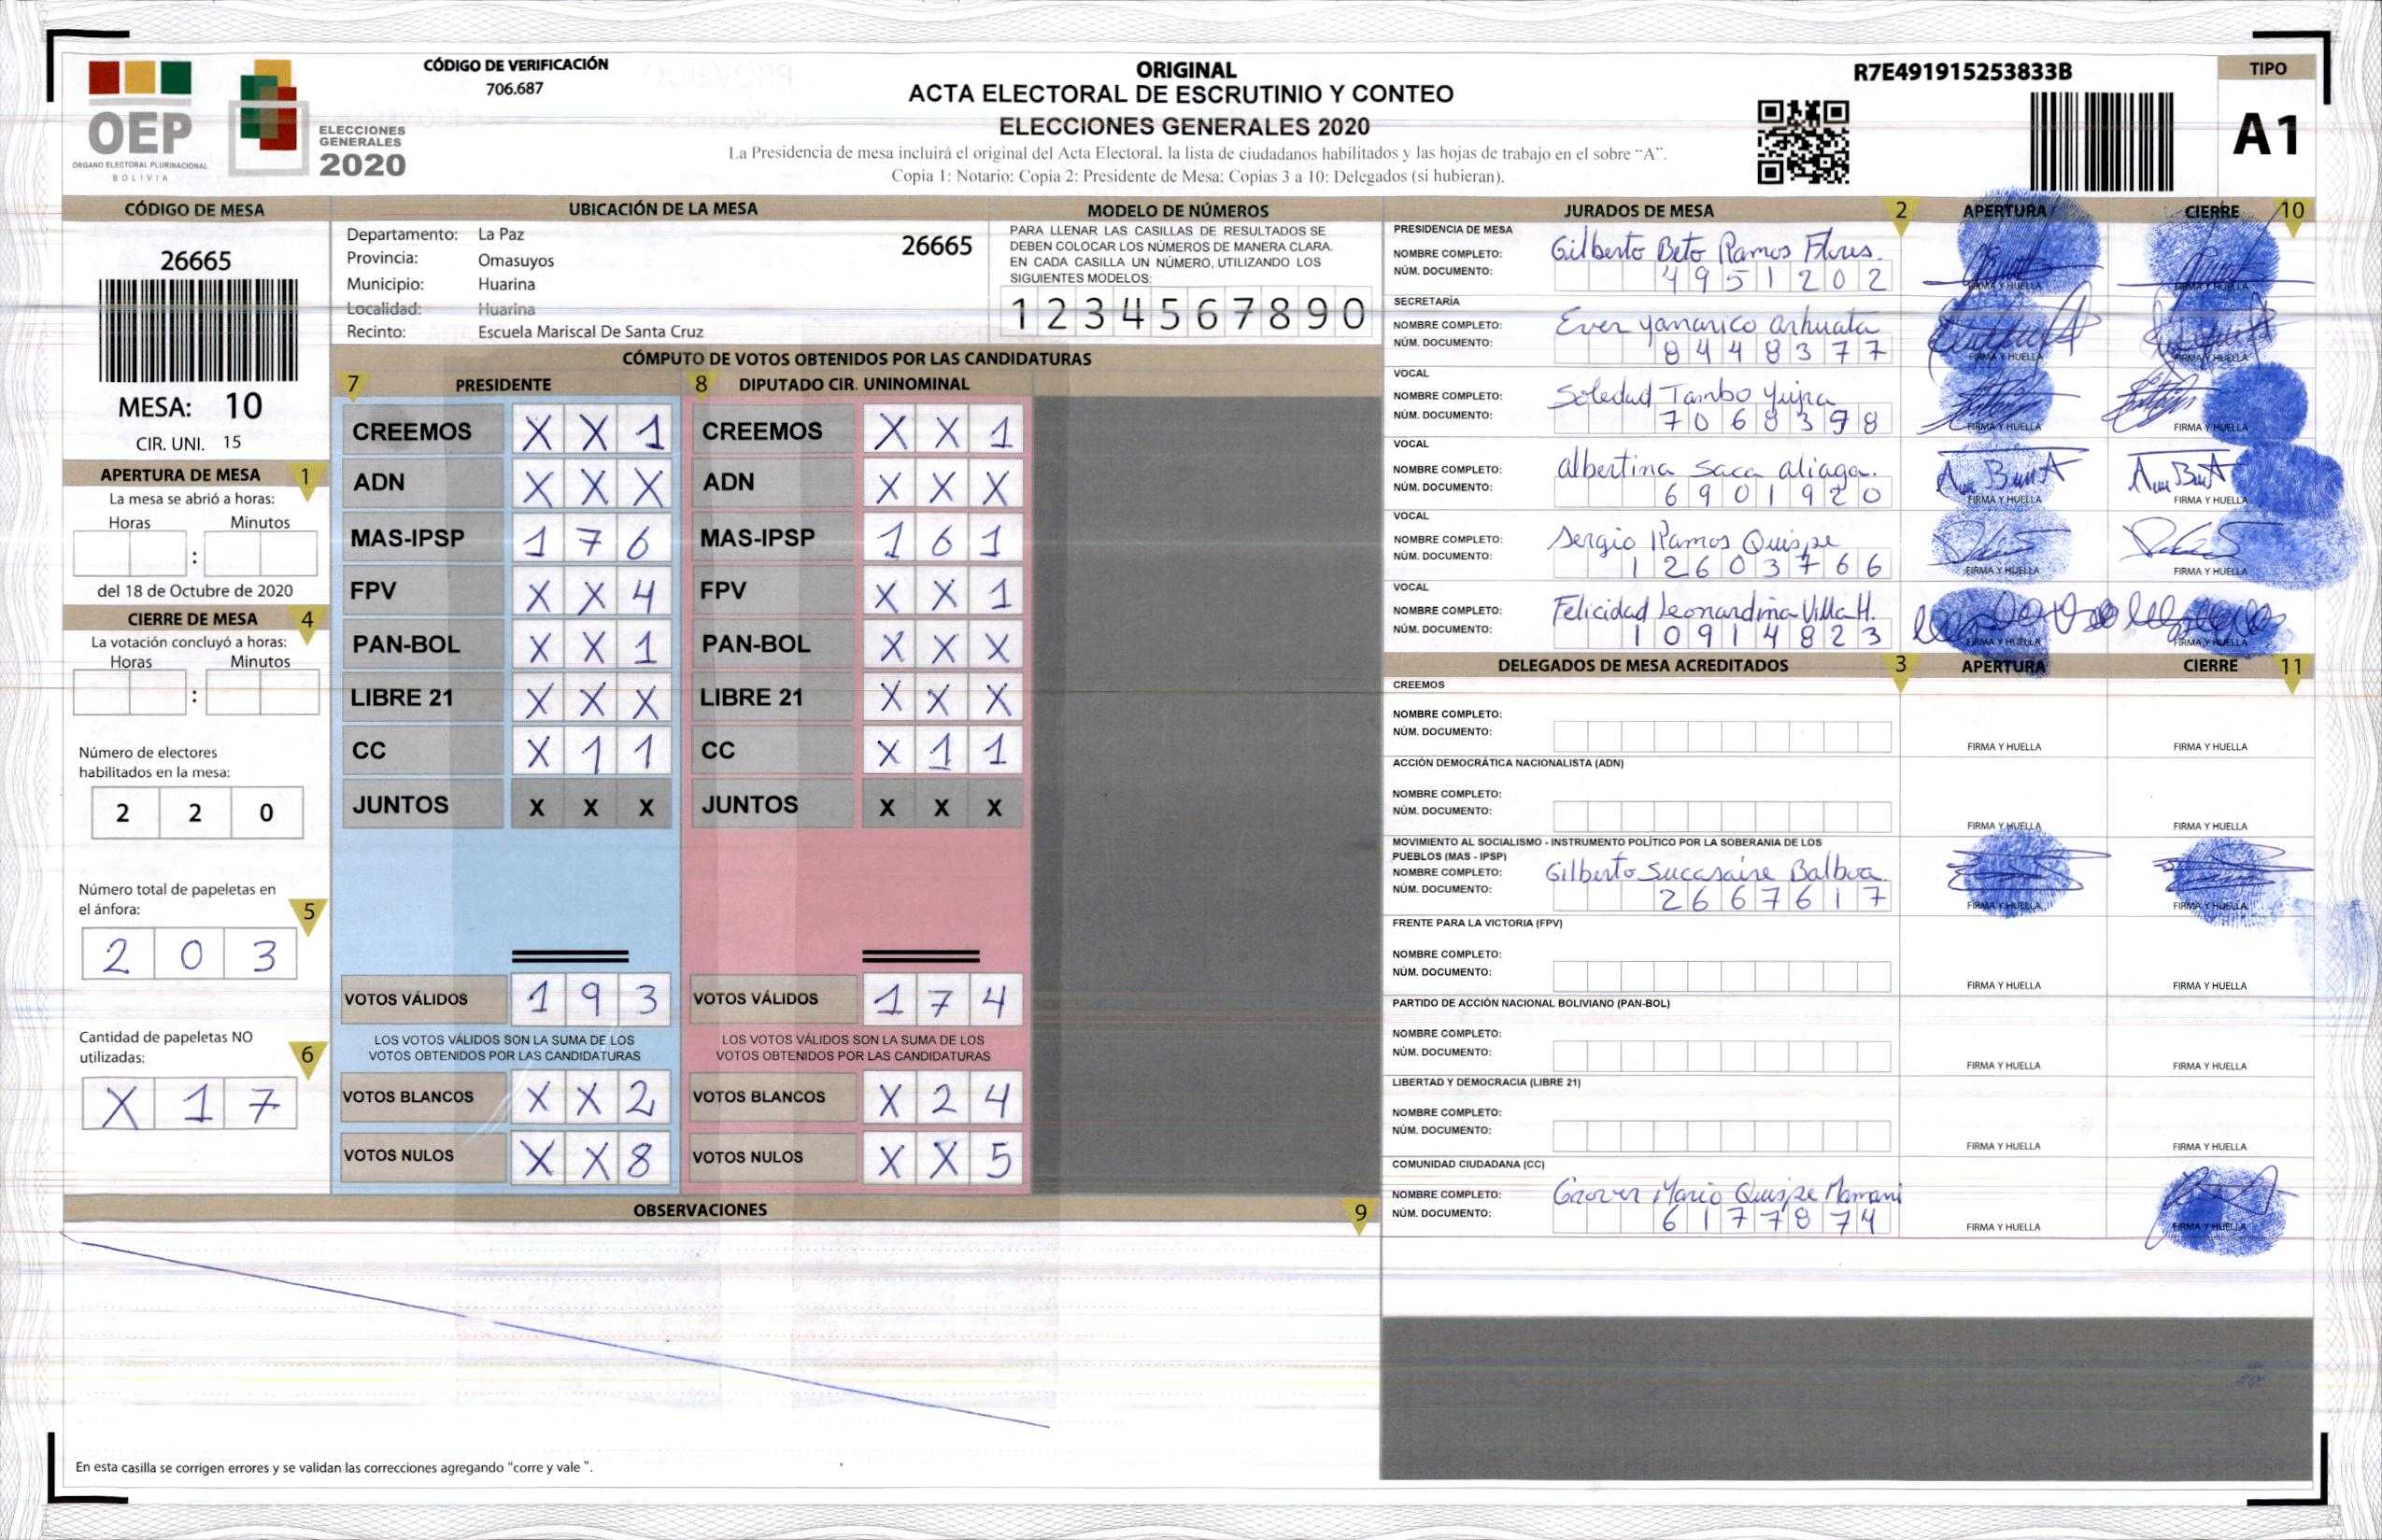 CÓDIGO DE VERIFICACIÓN
706.687
ORIGINAL
ACTA ELECTORAL DE ESCRUTINIO Y CONTEO
ELECCIONES GENERALES 2020
La Presidencia de mesa incluirá el original del Acta Electoral, la lista de ciudadanos habilitados y las hojas de trabajo en el sobre "A".
Copia 1: Notario; Copia 2: Presidente de Mesa; Copias 3 a 10: Delegados (si hubieran).
R7E491915253833B
TIPO
A1
OEP
ÓRGANO ELECTORAL PLURINACIONAL
BOLIVIA
ELECCIONES
GENERALES
2020
CÓDIGO DE MESA
26665
MESA: 10
CIR. UNI. 15
APERTURA DE MESA 1
La mesa se abrió a horas:
Horas Minutos
:
del 18 de Octubre de 2020
CIERRE DE MESA 4
La votación concluyó a horas:
Horas Minutos
:
Número de electores
habilitados en la mesa:
2 2 0
Número total de papeletas en
el ánfora: 5
2 0 3
Cantidad de papeletas NO
utilizadas: 6
X 1 7
UBICACIÓN DE LA MESA
Departamento: La Paz 26665
Provincia: Omasuyos
Municipio: Huarina
Localidad: Huarina
Recinto: Escuela Mariscal De Santa Cruz
MODELO DE NÚMEROS
PARA LLENAR LAS CASILLAS DE RESULTADOS SE
DEBEN COLOCAR LOS NÚMEROS DE MANERA CLARA.
EN CADA CASILLA UN NÚMERO, UTILIZANDO LOS
SIGUIENTES MODELOS:
1 2 3 4 5 6 7 8 9 0
CÓMPUTO DE VOTOS OBTENIDOS POR LAS CANDIDATURAS
7 PRESIDENTE 8 DIPUTADO CIR. UNINOMINAL
CREEMOS X X 1 CREEMOS X X 1
ADN X X X ADN X X X
MAS-IPSP 1 7 6 MAS-IPSP 1 6 1
FPV X X 4 FPV X X 1
PAN-BOL X X 1 PAN-BOL X X X
LIBRE 21 X X X LIBRE 21 X X X
CC X 1 1 CC X 1 1
JUNTOS X X X JUNTOS X X X
VOTOS VÁLIDOS 1 9 3 VOTOS VÁLIDOS 1 7 4
LOS VOTOS VÁLIDOS SON LA SUMA DE LOS LOS VOTOS VÁLIDOS SON LA SUMA DE LOS
VOTOS OBTENIDOS POR LAS CANDIDATURAS VOTOS OBTENIDOS POR LAS CANDIDATURAS
VOTOS BLANCOS X X 2 VOTOS BLANCOS X 2 4
VOTOS NULOS X X 8 VOTOS NULOS X X 5
OBSERVACIONES 9
En esta casilla se corrigen errores y se validan las correcciones agregando "corre y vale".
JURADOS DE MESA 2 APERTURA CIERRE 10
PRESIDENCIA DE MESA
NOMBRE COMPLETO: Gilberto Beto Ramos Flores.
NÚM. DOCUMENTO: 4951202 FIRMA Y HUELLA FIRMA Y HUELLA
SECRETARÍA
NOMBRE COMPLETO: Ever yanarico arhuata
NÚM. DOCUMENTO: 8448377 FIRMA Y HUELLA FIRMA Y HUELLA
VOCAL
NOMBRE COMPLETO: Soledad Tambo Yujra
NÚM. DOCUMENTO: 7068398 FIRMA Y HUELLA FIRMA Y HUELLA
VOCAL
NOMBRE COMPLETO: albertina saca aliaga.
NÚM. DOCUMENTO: 6901920 FIRMA Y HUELLA FIRMA Y HUELLA
VOCAL
NOMBRE COMPLETO: Sergio Ramos Quispe
NÚM. DOCUMENTO: 12603766 FIRMA Y HUELLA FIRMA Y HUELLA
VOCAL
NOMBRE COMPLETO: Felicidad Leonardina Villa H.
NÚM. DOCUMENTO: 10914823 FIRMA Y HUELLA FIRMA Y HUELLA
DELEGADOS DE MESA ACREDITADOS 3 APERTURA CIERRE 11
CREEMOS
NOMBRE COMPLETO:
NÚM. DOCUMENTO: FIRMA Y HUELLA FIRMA Y HUELLA
ACCIÓN DEMOCRÁTICA NACIONALISTA (ADN)
NOMBRE COMPLETO:
NÚM. DOCUMENTO: FIRMA Y HUELLA FIRMA Y HUELLA
MOVIMIENTO AL SOCIALISMO - INSTRUMENTO POLÍTICO POR LA SOBERANIA DE LOS
PUEBLOS (MAS - IPSP)
NOMBRE COMPLETO: Gilberto Sucasaire Balboa.
NÚM. DOCUMENTO: 2667617 FIRMA Y HUELLA FIRMA Y HUELLA
FRENTE PARA LA VICTORIA (FPV)
NOMBRE COMPLETO:
NÚM. DOCUMENTO: FIRMA Y HUELLA FIRMA Y HUELLA
PARTIDO DE ACCIÓN NACIONAL BOLIVIANO (PAN-BOL)
NOMBRE COMPLETO:
NÚM. DOCUMENTO: FIRMA Y HUELLA FIRMA Y HUELLA
LIBERTAD Y DEMOCRACIA (LIBRE 21)
NOMBRE COMPLETO:
NÚM. DOCUMENTO: FIRMA Y HUELLA FIRMA Y HUELLA
COMUNIDAD CIUDADANA (CC)
NOMBRE COMPLETO: Grover Mario Quispe Mamani
NÚM. DOCUMENTO: 6177874 FIRMA Y HUELLA FIRMA Y HUELLA